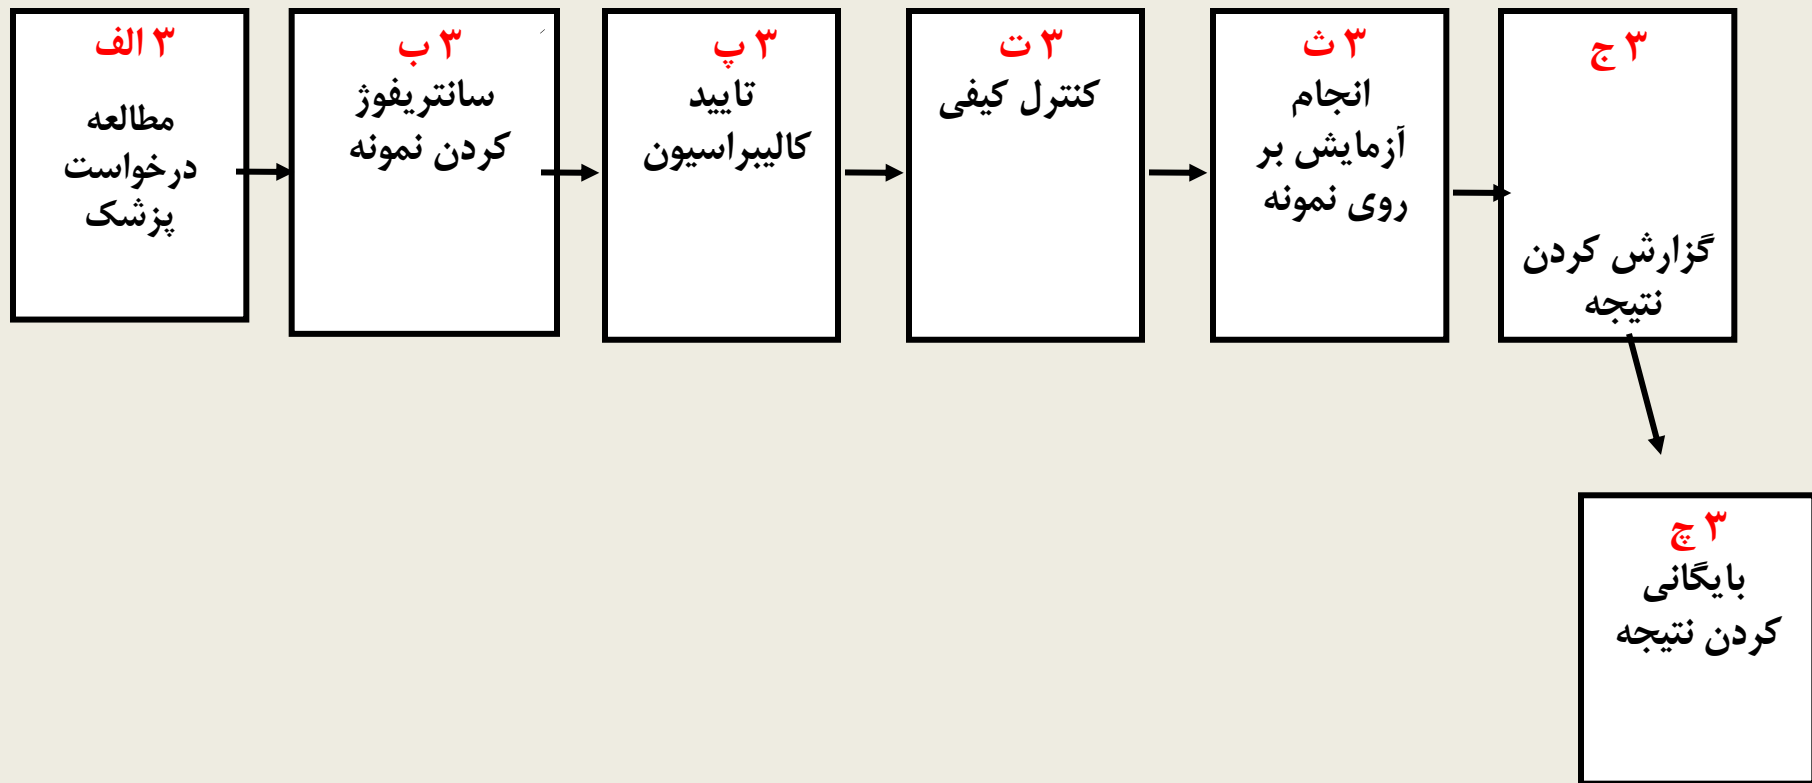 ۳ الف
مطالعه
درخواست
پزشک
۳ ب
سانتریفوژ
کردن نمونه
۳ پ
تایید
کالیبراسیون
۳ ت
کنترل کیفی
۳ ث
انجام
آزمایش بر
روی نمونه
۳ ج
گزارش کردن
نتیجه
۳ چ
بایگانی
کردن نتیجه